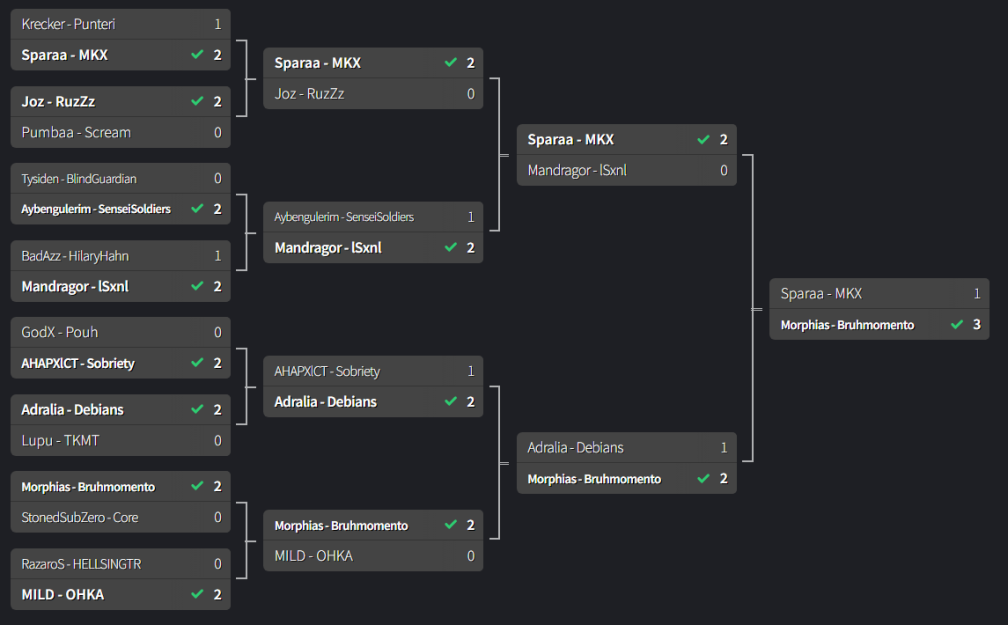 Krecker - Punteri 1
Sparaa - MKX 2
Joz - RuzZz 2
Pumbaa - Scream 0
Tysiden - BlindGuardian 0
Aybengulerim - SenseiSoldiers 2
BadAzz - HilaryHahn 1
Mandragor - lSxnl 2
GodX - Pouh 0
AHAPXlCT - Sobriety 2
Adralia - Debians 2
Lupu - TKMT 0
Morphias - Bruhmomento 2
StonedSubZero - Core 0
RazaroS - HELLSINGTR 0
MILD - OHKA 2
Sparaa - MKX 2
Joz - RuzZz 0
Aybengulerim - SenseiSoldiers 1
Mandragor - lSxnl 2
AHAPXlCT - Sobriety 1
Adralia - Debians 2
Morphias - Bruhmomento 2
MILD - OHKA 0
Sparaa - MKX 2
Mandragor - lSxnl 0
Adralia - Debians 1
Morphias - Bruhmomento 2
Sparaa - MKX 1
Morphias - Bruhmomento 3